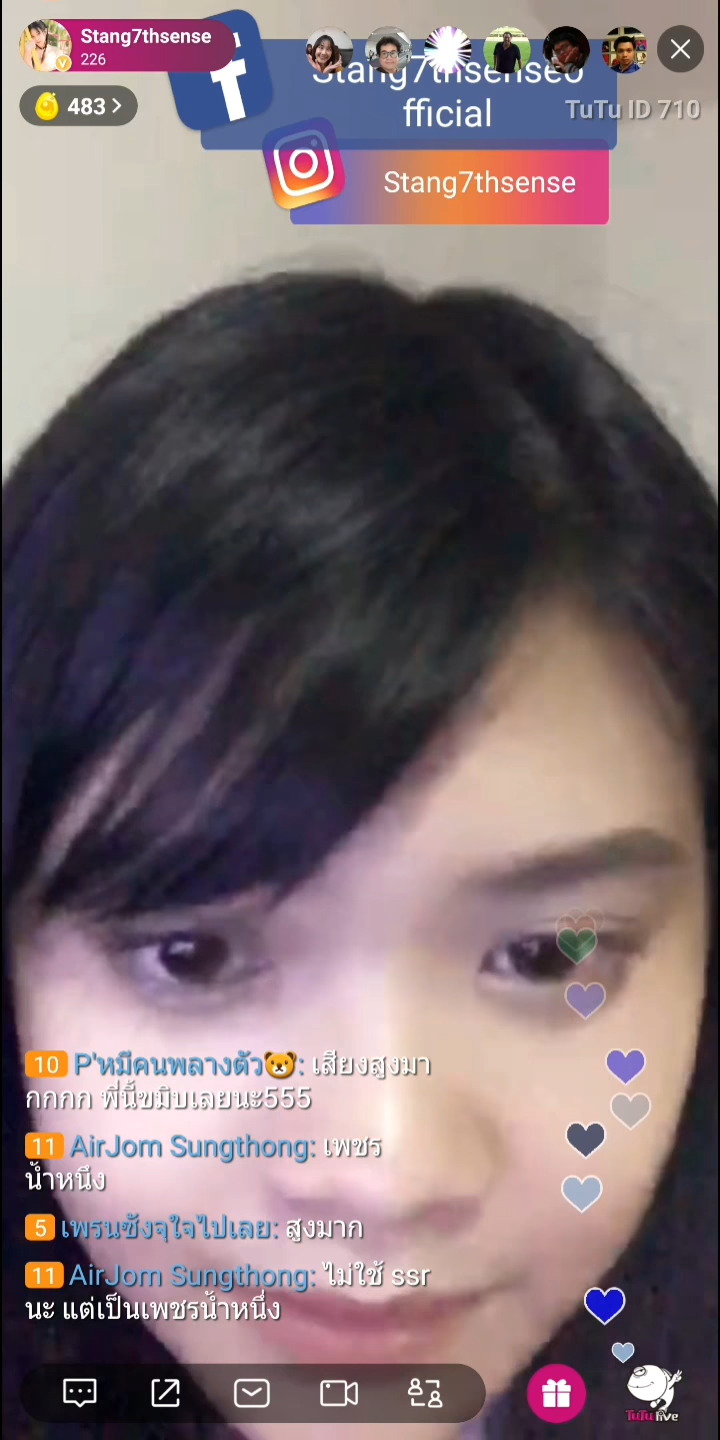 Stang7thsense
226
483
Stang7thsenseo
fficial
TuTu ID 710
Stang7thsense
10 P'หมีคนพลางตัว🐻: เสียงสูงมา
กกกก พี่นี้ขมิบเลยนะ555
11 AirJom Sungthong: เพชร
น้ำหนึง
5 เพรนซังจุใจไปเลย: สูงมาก
11 AirJom Sungthong: ไม่ใช้ ssr
นะ แต่เป็นเพชรน้ำหนึ่ง
TuTu live